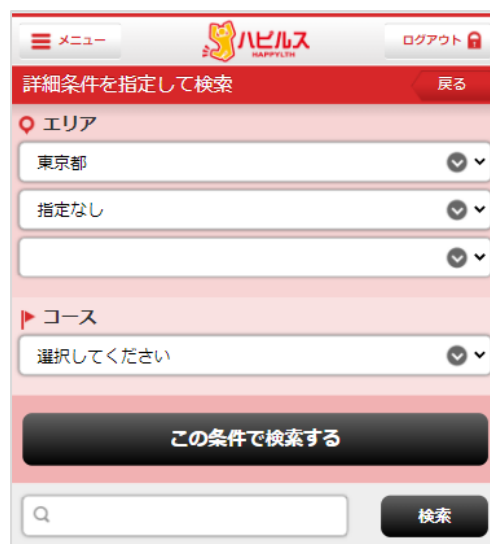 メニュー
ハピルス
HAPPYLTH
ログアウト
詳細条件を指定して検索
戻る
エリア
東京都
指定なし
コース
選択してください
この条件で検索する
検索